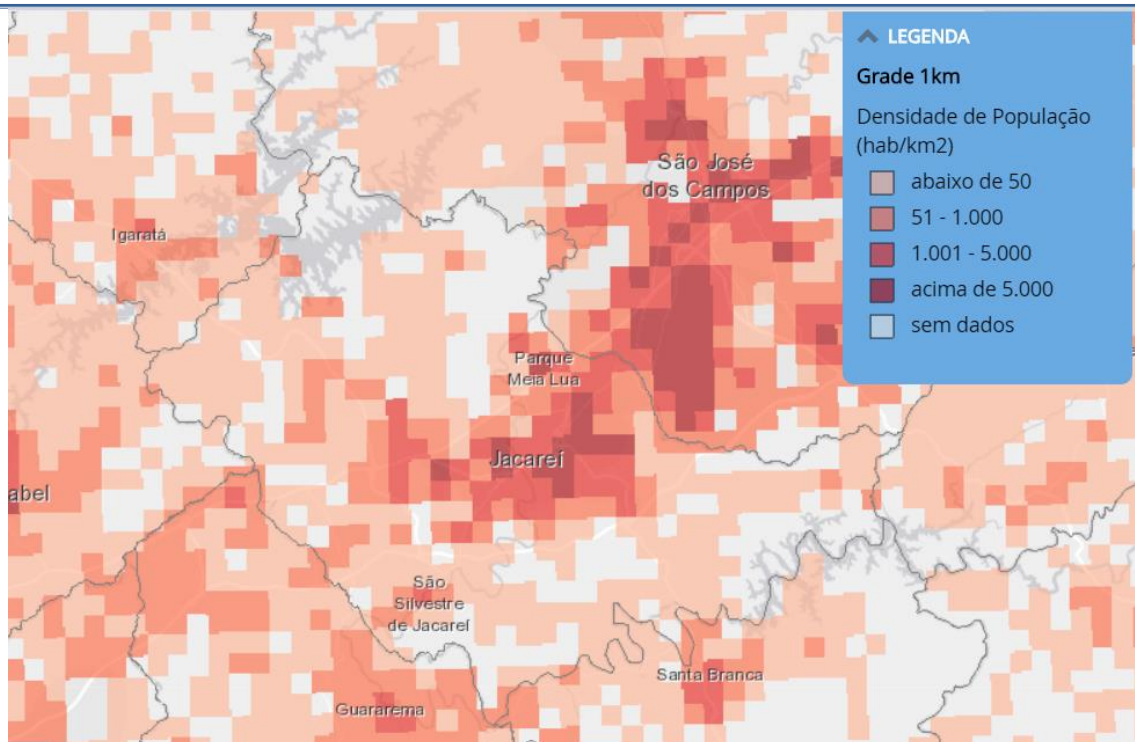 LEGENDA
Grade 1km
Densidade de População
(hab/km2)
abaixo de 50
51 - 1.000
1.001 - 5.000
acima de 5.000
sem dados
São José
dos Campos
Igaratá
Parque
Meia Lua
Jacareí
abel
São
Silvestre
de Jacareí
Santa Branca
Guararema